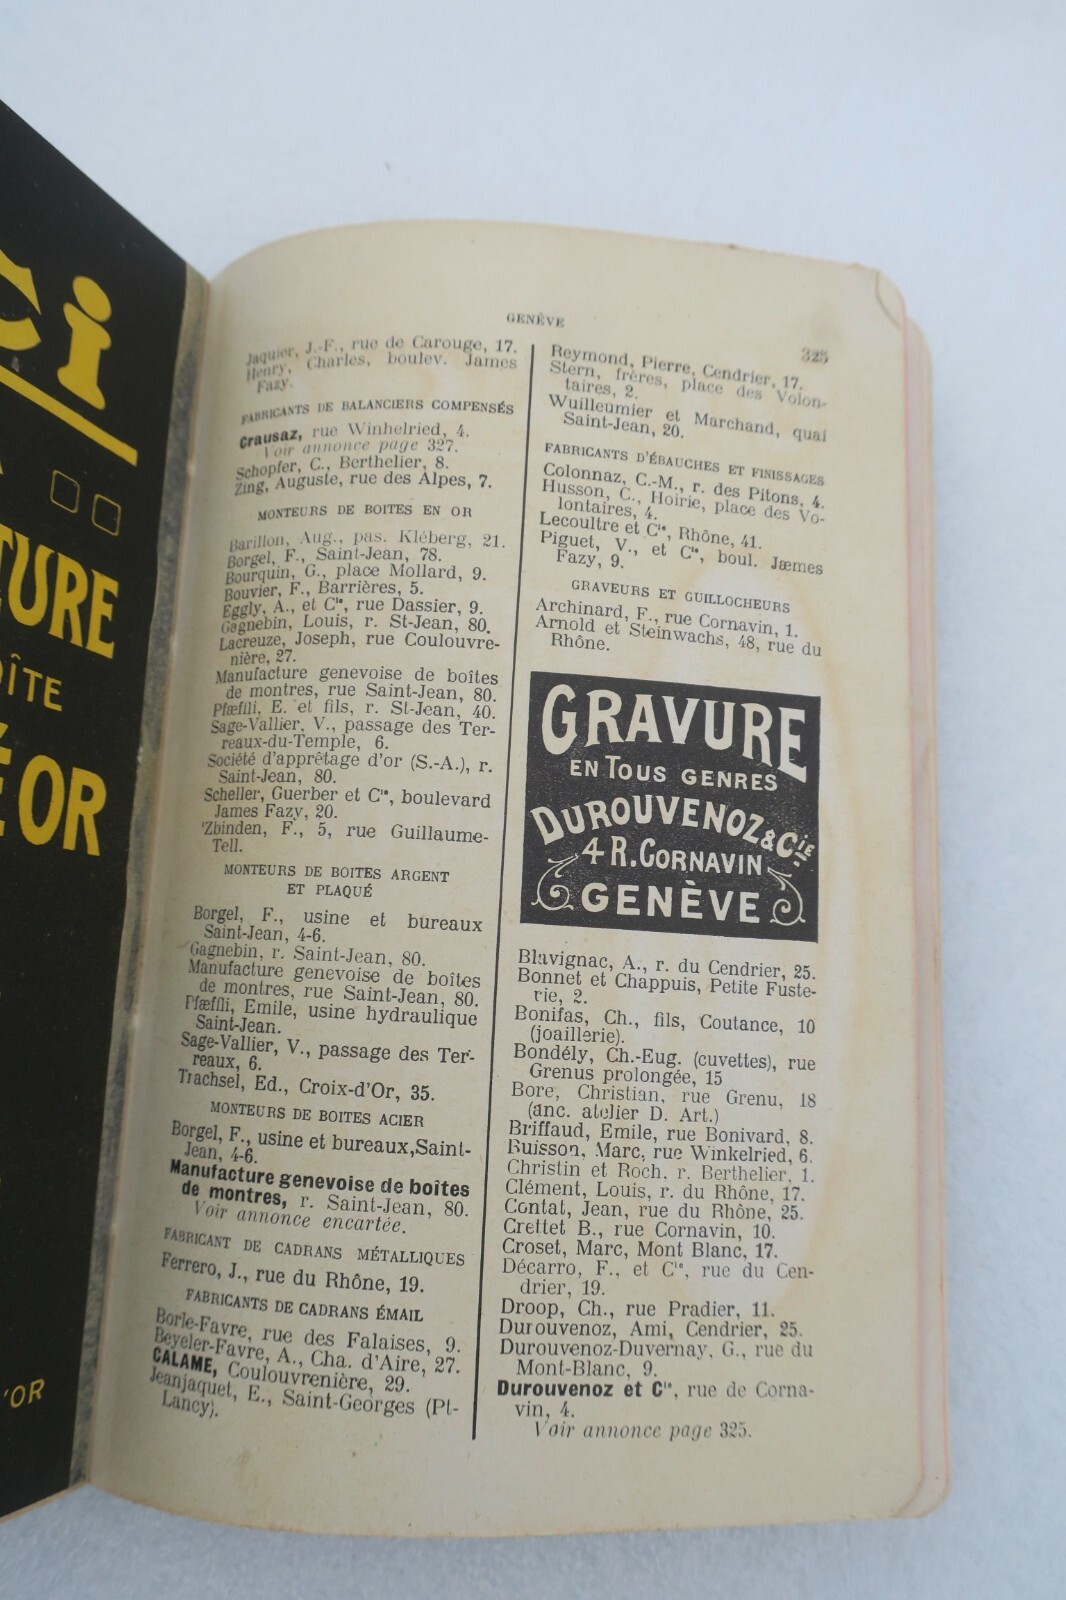 ci
TURE
OÎTE
E OR
'OR
GENÈVE
325
Jaquier, J.-F., rue de Carouge, 17.
Henry, Charles, boulev. James
Fazy.
FABRICANTS DE BALANCIERS COMPENSÉS
Crausaz, rue Winhelried, 4.
Voir annonce page 327.
Schopfer, C., Berthelier, 8.
Zing, Auguste, rue des Alpes, 7.
MONTEURS DE BOITES EN OR
Barillon, Aug., pas. Kléberg, 21.
Borgel, F., Saint-Jean, 78.
Bourquin, G., place Mollard, 9.
Bouvier, F., Barrières, 5.
Eggly, A., et Cie, rue Dassier, 9.
Gagnebin, Louis, r. St-Jean, 80.
Lacreuze, Joseph, rue Coulouvre-
nière, 27.
Manufacture genevoise de boîtes
de montres, rue Saint-Jean, 80.
Pfæfili, E. et fils, r. St-Jean, 40.
Sage-Vallier, V., passage des Ter-
reaux-du-Temple, 6.
Société d'apprêtage d'or (S.-A.), r.
Saint-Jean, 80.
Scheller, Guerber et Cie, boulevard
James Fazy, 20.
Zbinden, F., 5, rue Guillaume-
Tell.
MONTEURS DE BOITES ARGENT
ET PLAQUÉ
Borgel, F., usine et bureaux
Saint-Jean, 4-6.
Gagnebin, r. Saint-Jean, 80.
Manufacture genevoise de boîtes
de montres, rue Saint-Jean, 80.
Pfæffli, Emile, usine hydraulique
Saint-Jean.
Sage-Vallier, V., passage des Ter-
reaux, 6.
Trachsel, Ed., Croix-d'Or, 35.
MONTEURS DE BOITES ACIER
Borgel, F., usine et bureaux, Saint-
Jean, 4-6.
Manufacture genevoise de boîtes
de montres, r. Saint-Jean, 80.
Voir annonce encartée.
FABRICANT DE CADRANS MÉTALLIQUES
Ferrero, J., rue du Rhône, 19.
FABRICANTS DE CADRANS ÉMAIL
Borle-Favre, rue des Falaises, 9.
Beyeler-Favre, A., Cha. d'Aire, 27.
CALAME, Coulouvrenière, 29.
Jeanjaquet, E., Saint-Georges (Pt-
Lancy).
Reymond, Pierre, Cendrier, 17.
Stern, frères, place des Volon-
taires, 2.
Wuilleumier et Marchand, quai
Saint-Jean, 20.
FABRICANTS D'ÉBAUCHES ET FINISSAGES
Colonnaz, C.-M., r. des Pitons, 4.
Husson, C., Hoirie, place des Vo-
lontaires, 4.
Lecoultre et Cie, Rhône, 41.
Piguet, V., et Cie, boul. Jæmes
Fazy, 9.
GRAVEURS ET GUILLOCHEURS
Archinard, F., rue Cornavin, 1.
Arnold et Steinwachs, 48, rue du
Rhône.
GRAVURE
EN TOUS GENRES
DUROUVENOZ & Cie
4 R. CORNAVIN
GENÈVE
Blavignac, A., r. du Cendrier, 25.
Bonnet et Chappuis, Petite Fuste-
rie, 2.
Bonifas, Ch., fils, Coutance, 10
(joaillerie).
Bondély, Ch.-Eug. (cuvettes), rue
Grenus prolongée, 15
Bore, Christian, rue Grenu, 18
(anc. atelier D. Art.)
Briffaud, Emile, rue Bonivard, 8.
Buisson, Marc, rue Winkelried, 6.
Christin et Roch, r. Berthelier, 1.
Clément, Louis, r. du Rhône, 17.
Contat, Jean, rue du Rhône, 25.
Crettet B., rue Cornavin, 10.
Croset, Marc, Mont Blanc, 17.
Décarro, F., et Cie, rue du Cen-
drier, 19.
Droop, Ch., rue Pradier, 11.
Durouvenoz, Ami, Cendrier, 25.
Durouvenoz-Duvernay, G., rue du
Mont-Blanc, 9.
Durouvenoz et Cie, rue de Corna-
vin, 4.
Voir annonce page 325.